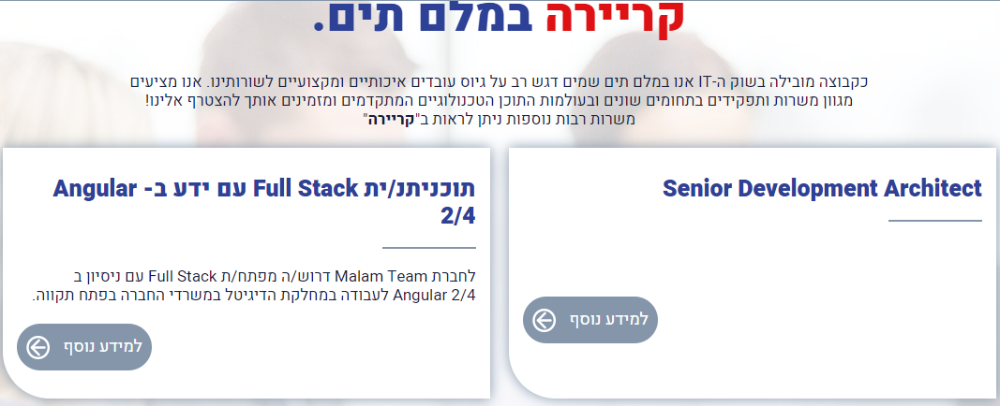 קריירה במלם תים.
כקבוצה מובילה בשוק ה-IT אנו במלם תים שמים דגש רב על גיוס עובדים איכותיים ומקצועיים לשורותינו. אנו מציעים
מגוון משרות ותפקידים בתחומים שונים ובעולמות התוכן הטכנולוגיים המתקדמים ומזמינים אותך להצטרף אלינו!
משרות רבות נוספות ניתן לראות ב"קריירה"
Senior Development Architect
למידע נוסף
תוכניתנ/ית Full Stack עם ידע ב- Angular
2/4
לחברת Malam Team דרוש/ה מפתח/ת Full Stack עם ניסיון ב
Angular 2/4 לעבודה במחלקת הדיגיטל במשרדי החברה בפתח תקווה.
למידע נוסף